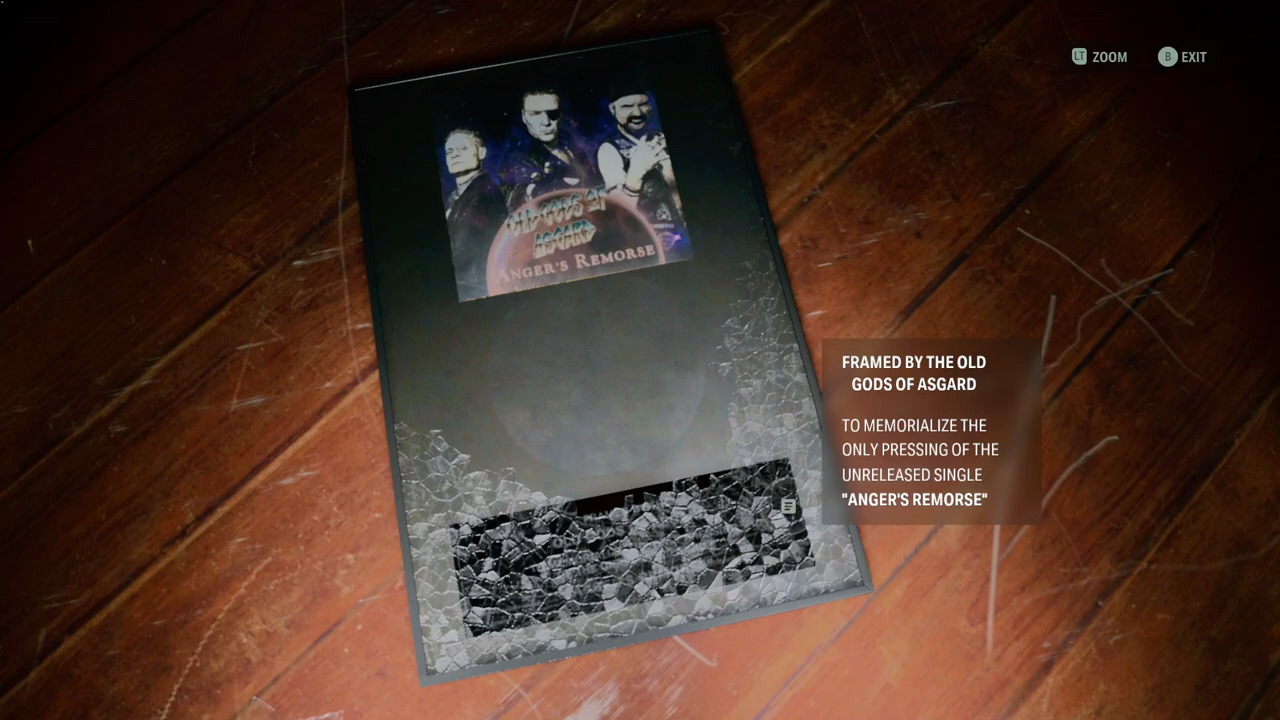 LT ZOOM
B EXIT
OLD GODS OF
ASGARD
ANGER'S REMORSE
FRAMED BY THE OLD
GODS OF ASGARD
TO MEMORIALIZE THE
ONLY PRESSING OF THE
UNRELEASED SINGLE
"ANGER'S REMORSE"